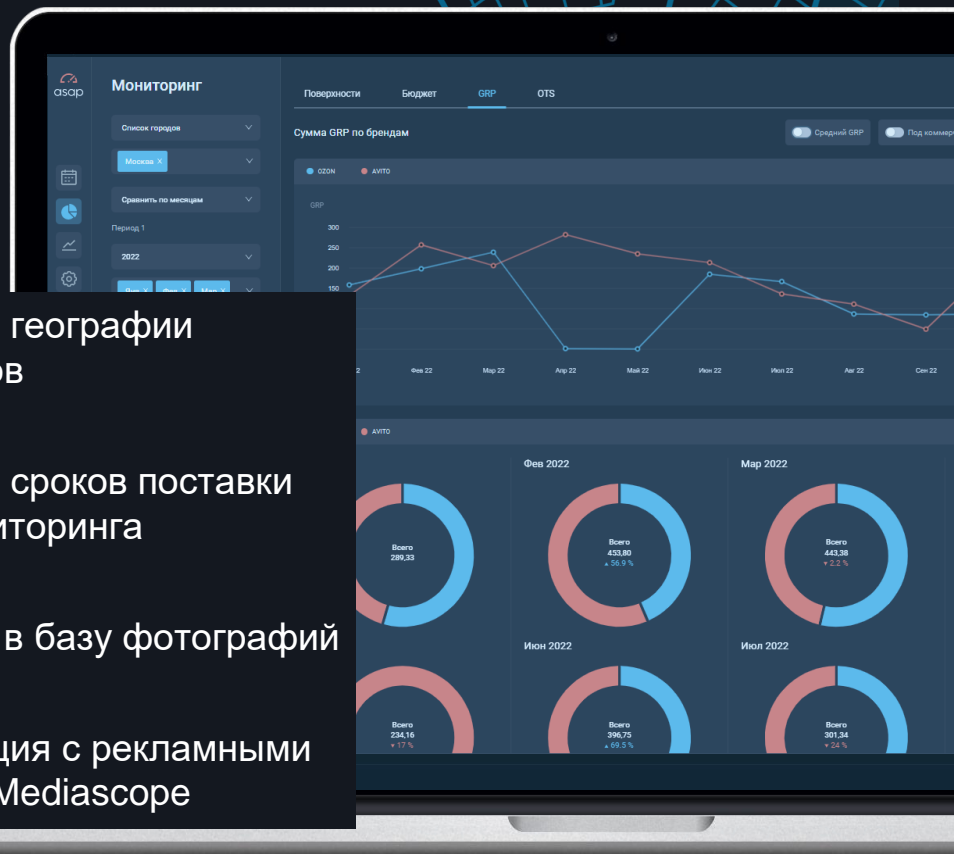 asap
Мониторинг
Список городов
Москва X
Сравнить по месяцам
Период 1
2022
Поверхности
Бюджет
GRP
OTS
Сумма GRP по брендам
Средний GRP
OZON
AVITO
GRP
300
250
200
150
Фев 22
Мар 22
Апр 22
Май 22
Июн 22
Июл 22
Авг 22
Сен 22
AVITO
Всего
289,33
Фев 2022
Всего
453,80
▲ 56.9 %
Мар 2022
Всего
443,38
▼ 2.2 %
Всего
234,16
▼ 17 %
Июн 2022
Всего
396,75
▲ 69.5 %
Июл 2022
Всего
301,34
▼ 24 %
географии
сроков поставки
в базу фотографий
с рекламными
Mediascope